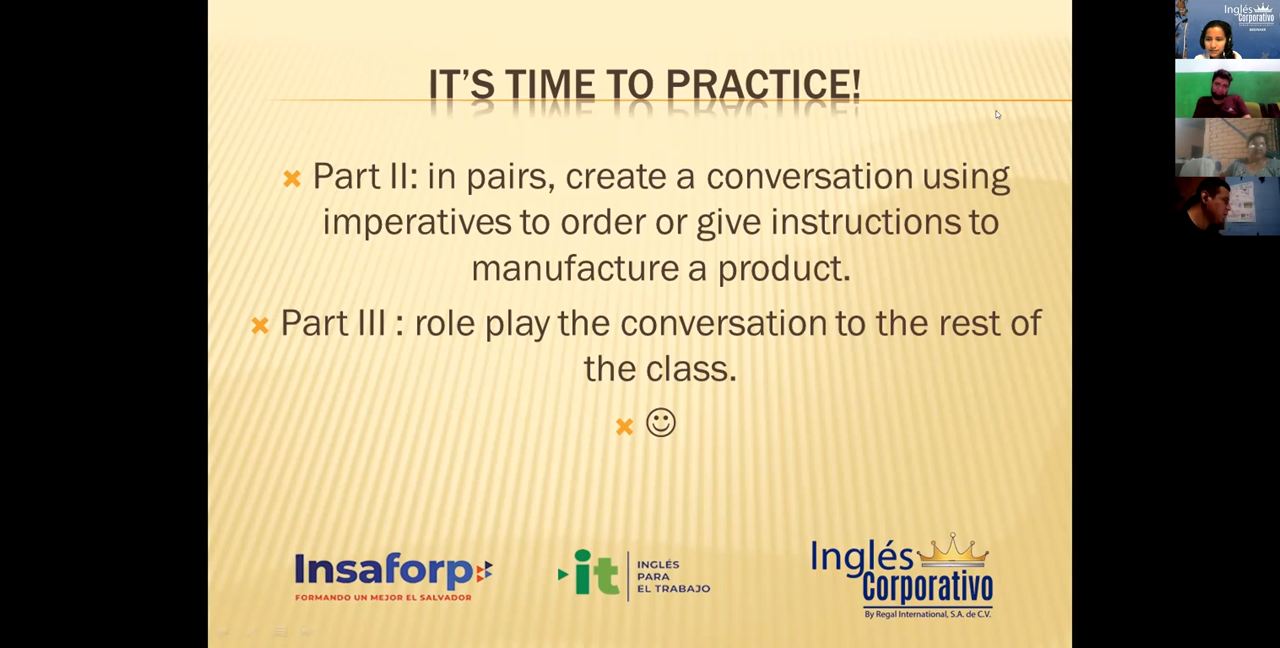 IT'S TIME TO PRACTICE!
Part II: in pairs, create a conversation using
imperatives to order or give instructions to
manufacture a product.
Part III : role play the conversation to the rest of
the class.
Insaforp
FORMANDO UN MEJOR EL SALVADOR
it
INGLÉS
PARA
EL TRABAJO
Inglés
Corporativo
By Regal International, S.A. de C.V.
Inglés
Corporativo